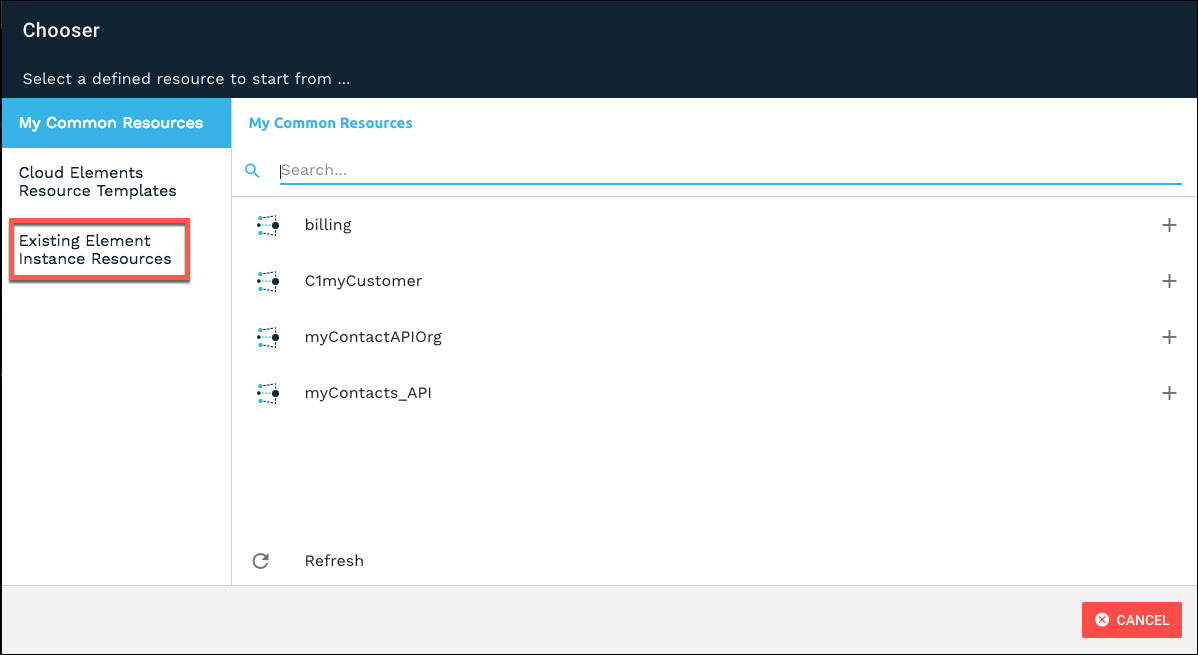 Chooser
Select a defined resource to start from ...
My Common Resources
Cloud Elements
Resource Templates
Existing Element
Instance Resources
My Common Resources
Search...
billing
C1myCustomer
myContactAPIOrg
myContacts_API
Refresh
CANCEL